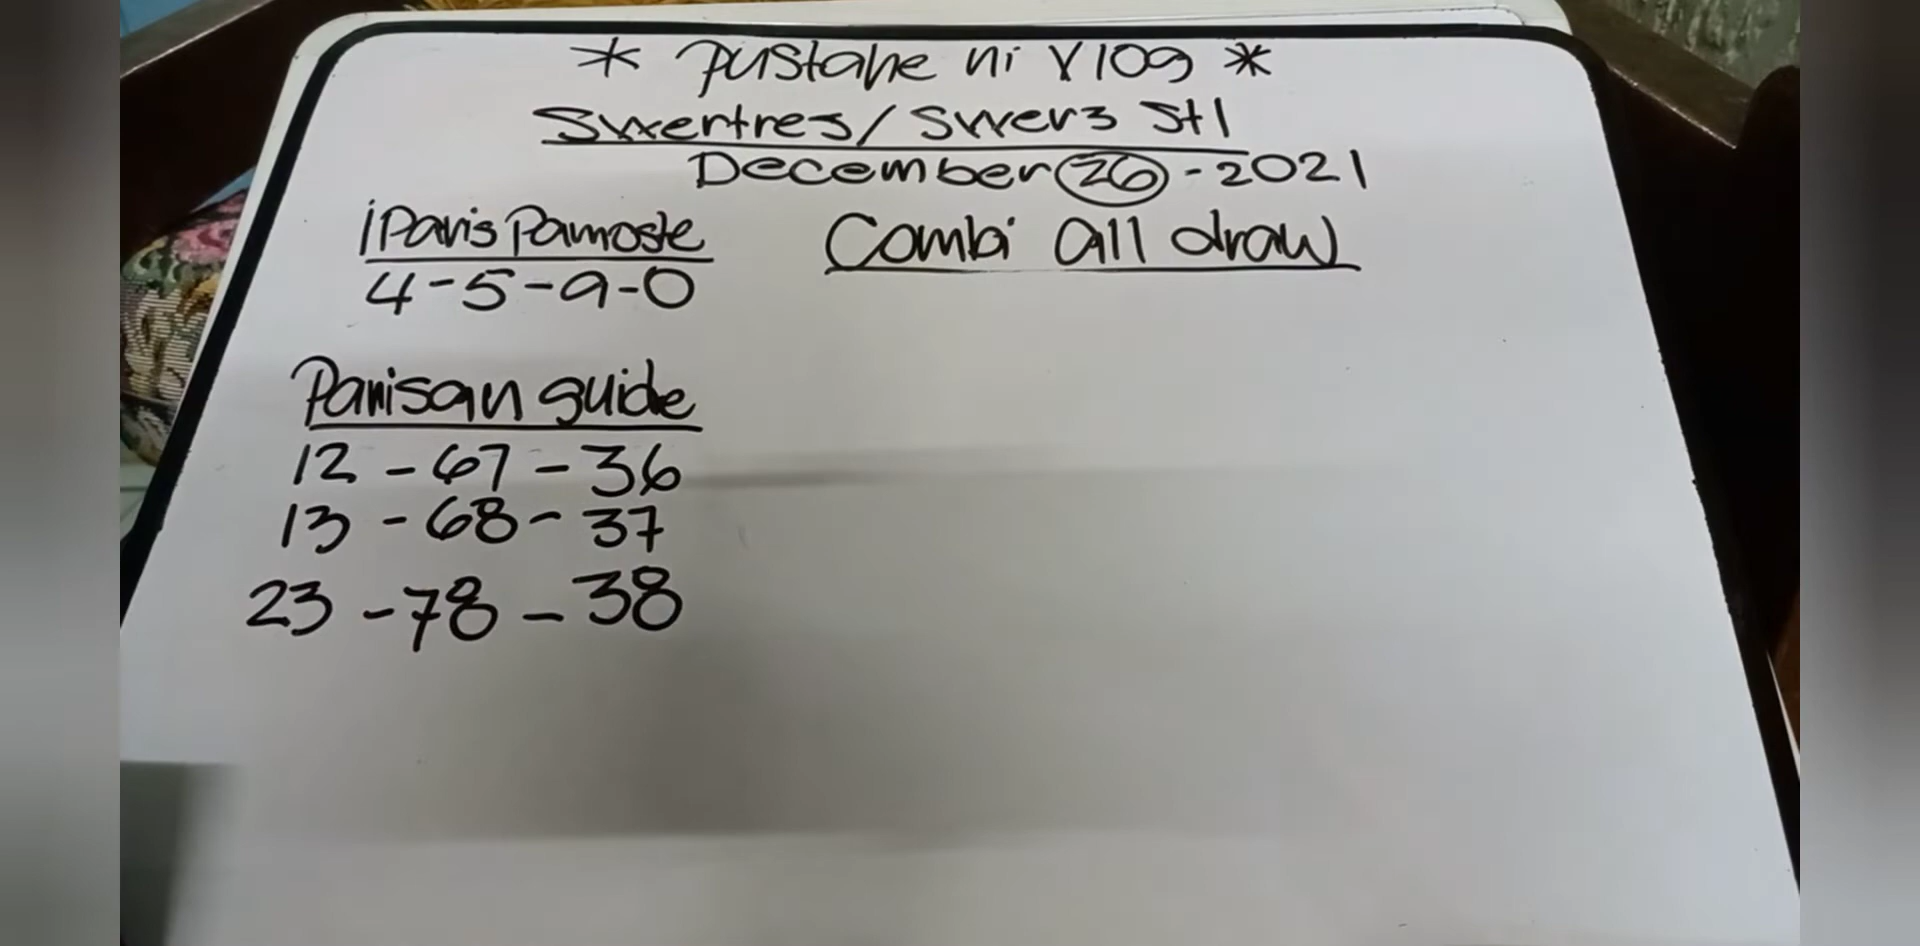 * Pustahe ni Vlog *
Swertres/Swer3 Stl
December 26-2021
iparis Pamoste
4-5-9-0
Combi all draw
Parisan guide
12-67-36
13-68-37
23-78-38